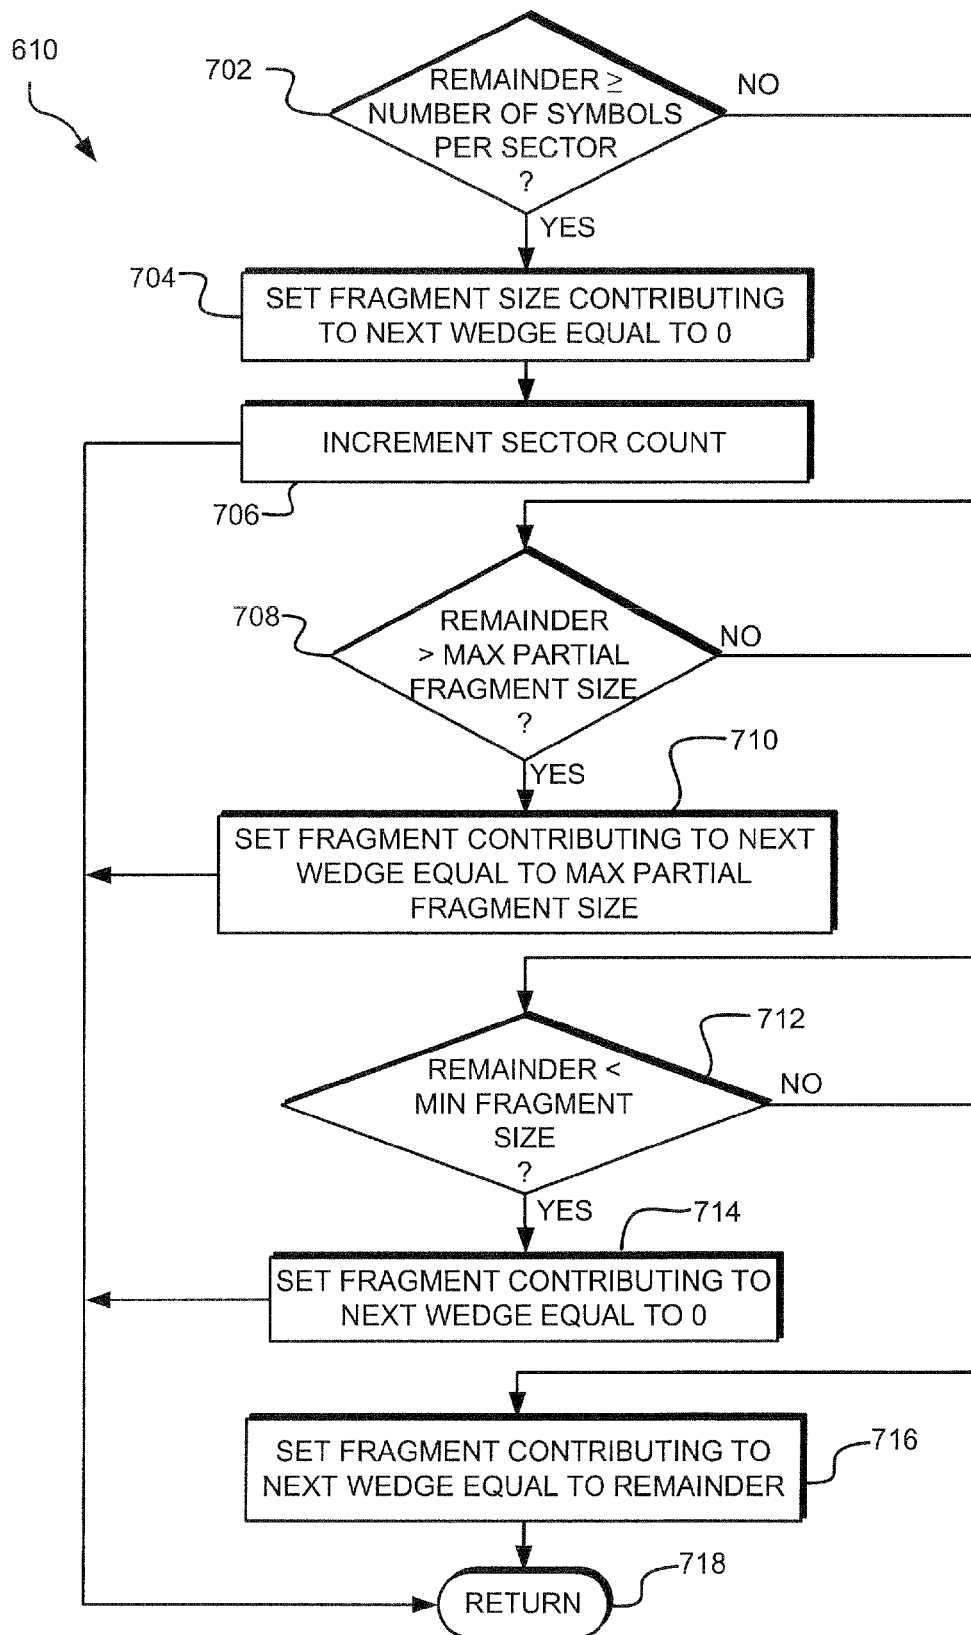 610
702
REMAINDER ≥
NUMBER OF SYMBOLS
PER SECTOR
?
NO
YES
704
SET FRAGMENT SIZE CONTRIBUTING
TO NEXT WEDGE EQUAL TO 0
INCREMENT SECTOR COUNT
706
708
REMAINDER
> MAX PARTIAL
FRAGMENT SIZE
?
NO
YES
710
SET FRAGMENT CONTRIBUTING TO NEXT
WEDGE EQUAL TO MAX PARTIAL
FRAGMENT SIZE
712
REMAINDER <
MIN FRAGMENT
SIZE
?
NO
YES
714
SET FRAGMENT CONTRIBUTING TO
NEXT WEDGE EQUAL TO 0
SET FRAGMENT CONTRIBUTING TO
NEXT WEDGE EQUAL TO REMAINDER
716
RETURN
718